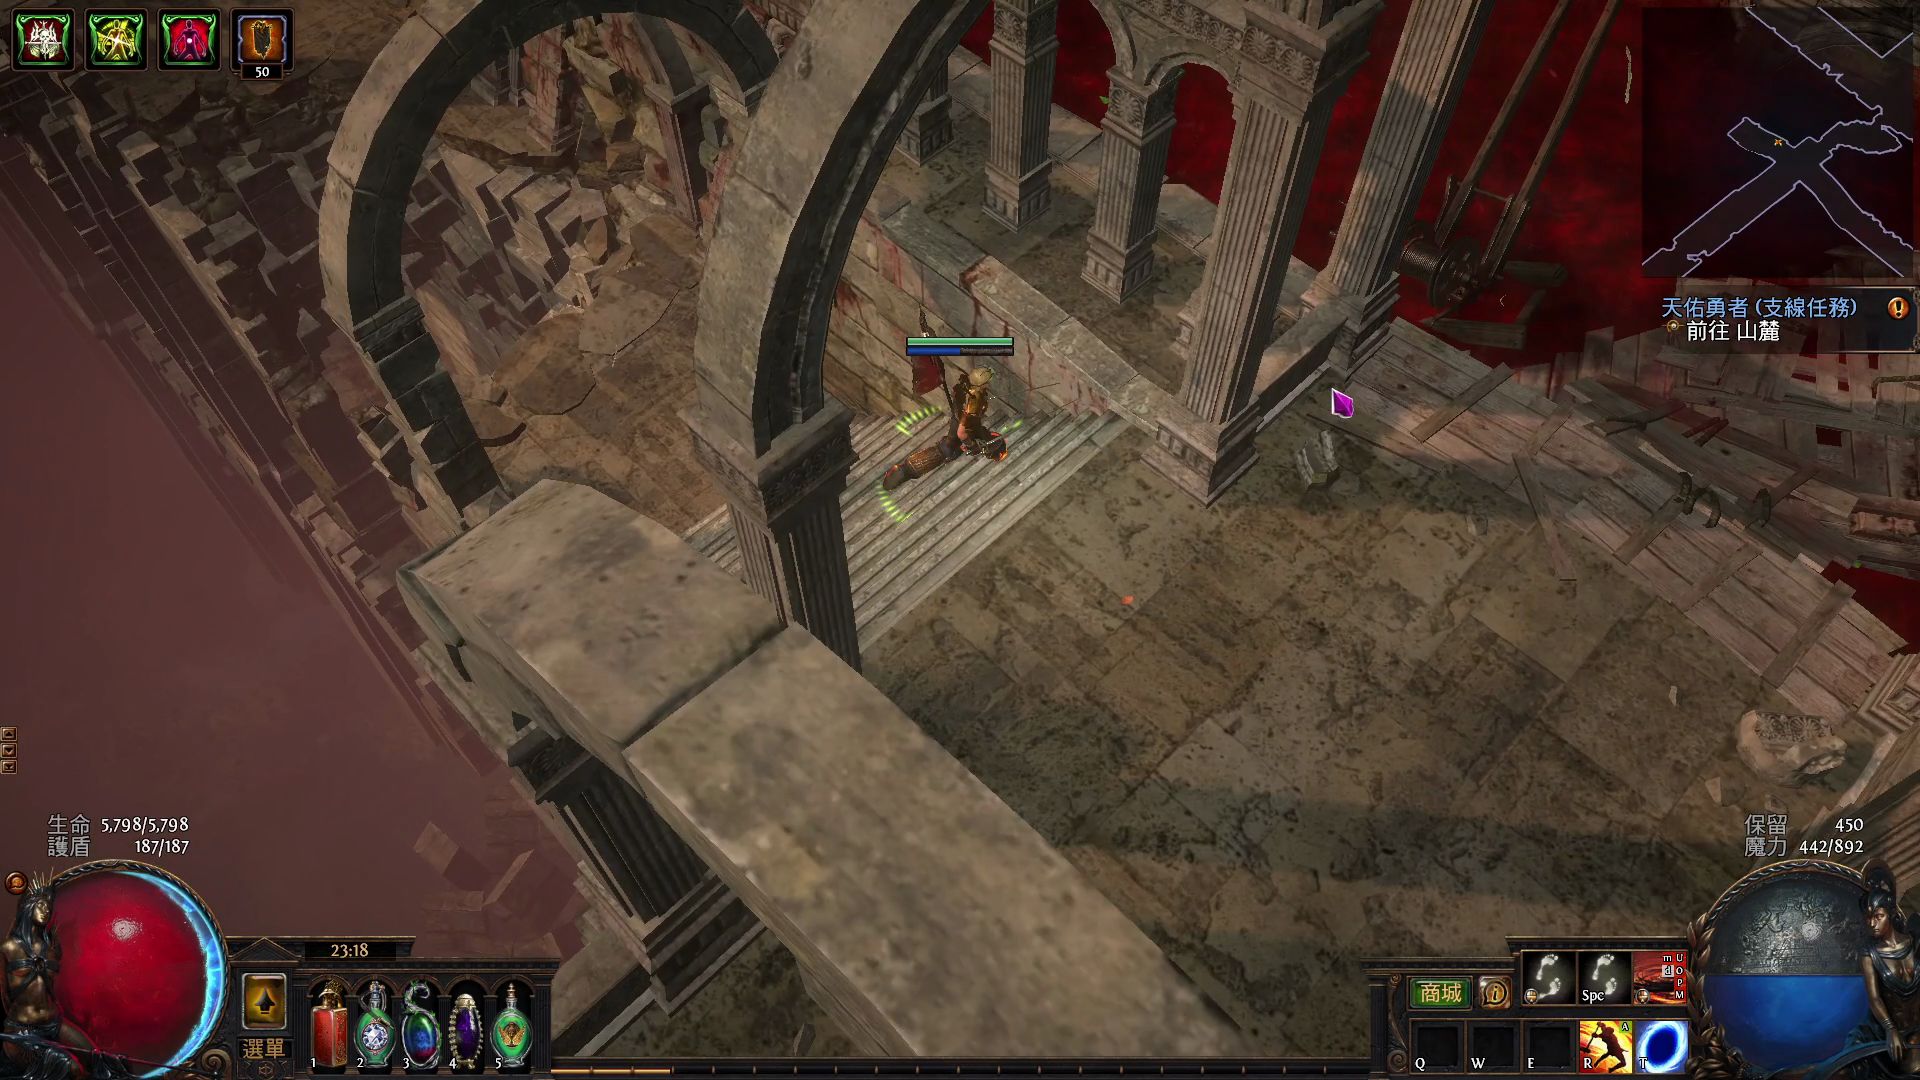 50
天佑勇者 (支線任務)
前往 山麓
生命 5,798/5,798
護盾 187/187
保留 450
魔力 442/892
23:18
選單
1
2
3
4
5
商城
Spc
m U
d O
P
M
Q
W
E
R
A
T